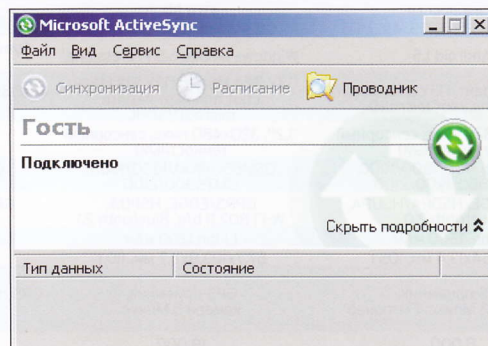 Microsoft ActiveSync
Файл Вид Сервис Справка
Синхронизация Расписание Проводник
Гость
Подключено
Скрыть подробности
Тип данных Состояние